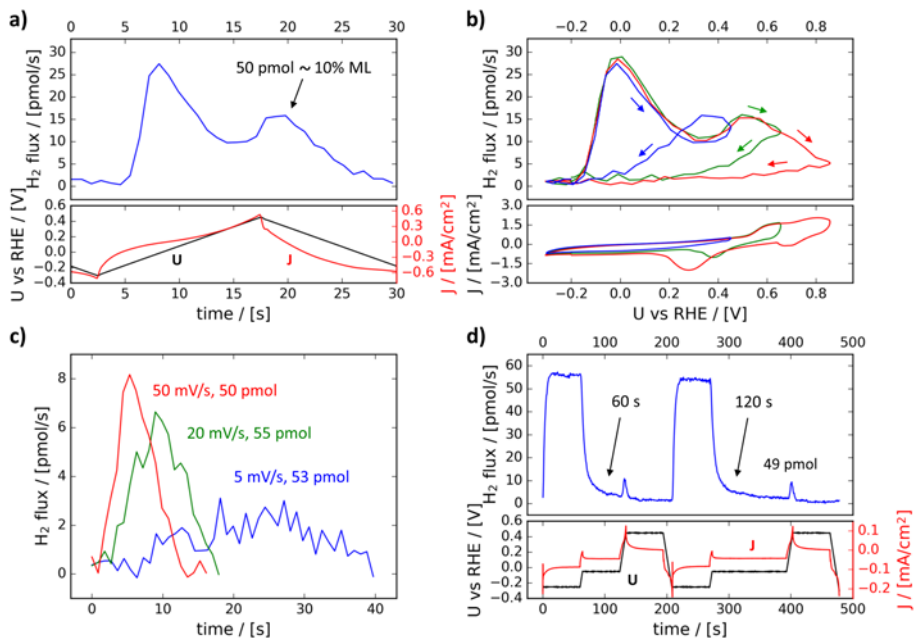 a)
0 5 10 15 20 25 30
H₂ flux / [pmol/s]
30
25
20
15
10
5
0
50 pmol ~ 10% ML
U vs RHE / [V]
0.6
0.4
0.2
0.0
−0.2
−0.4
U
J
0.6
0.3
0.0
−0.3
−0.6
J / [mA/cm²]
0 5 10 15 20 25 30
time / [s]
b)
−0.2 0.0 0.2 0.4 0.6 0.8
H₂ flux / [pmol/s]
30
25
20
15
10
5
0
J / [mA/cm²]
1.5
0.0
−1.5
−3.0
−0.2 0.0 0.2 0.4 0.6 0.8
U vs RHE / [V]
c)
H₂ flux / [pmol/s]
8
6
4
2
0
50 mV/s, 50 pmol
20 mV/s, 55 pmol
5 mV/s, 53 pmol
0 10 20 30 40
time / [s]
d)
0 100 200 300 400 500
H₂ flux / [pmol/s]
60
50
40
30
20
10
0
60 s
120 s
49 pmol
U vs RHE / [V]
0.6
0.4
0.2
0.0
−0.2
−0.4
U
J
0.1
0.0
−0.1
−0.2
J / [mA/cm²]
0 100 200 300 400 500
time / [s]